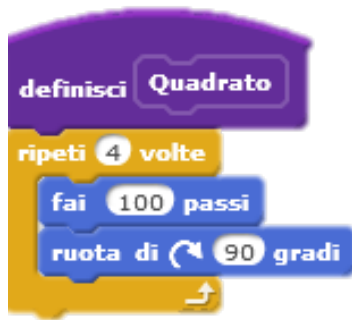 definisci Quadrato
ripeti 4 volte
fai 100 passi
ruota di 90 gradi